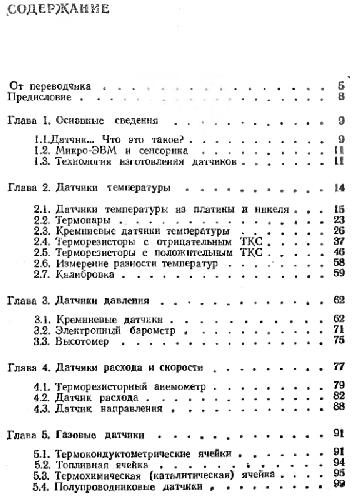 СОДЕРЖАНИЕ
От переводчика . . . . . . . . . . . . . 5
Предисловие . . . . . . . . . . . . . 8
Глава 1. Основные сведения . . . . . . . . . . 9
1.1. Датчик... Что это такое? . . . . . . . . . 9
1.2. Микро-ЭВМ и сенсорика . . . . . . . . . 11
1.3. Технология изготовления датчиков . . . . . . 11
Глава 2. Датчики температуры . . . . . . . . . 14
2.1. Датчики температуры из платины и никеля . . . . 15
2.2. Термопары . . . . . . . . . . . . 23
2.3. Кремниевые датчики температуры . . . . . . 26
2.4. Терморезисторы с отрицательным ТКС . . . . . 37
2.5. Терморезисторы с положительным ТКС . . . . . 46
2.6. Измерение разности температур . . . . . . . 58
2.7. Калибровка . . . . . . . . . . . . 59
Глава 3. Датчики давления . . . . . . . . . . 62
3.1. Кремниевые датчики . . . . . . . . . . 62
3.2. Электронный барометр . . . . . . . . . 71
3.3. Высотомер . . . . . . . . . . . . 75
Глава 4. Датчики расхода и скорости . . . . . . . 77
4.1. Терморезисторный анемометр . . . . . . . 79
4.2. Датчик расхода . . . . . . . . . . . 82
4.3. Датчик направления . . . . . . . . . . 88
Глава 5. Газовые датчики . . . . . . . . . . 91
5.1. Термокондуктометрические ячейки . . . . . . 91
5.2. Топливная ячейка . . . . . . . . . . . 94
5.3. Термохимическая (каталитическая) ячейка . . . . 95
5.4. Полупроводниковые датчики . . . . . . . . 99